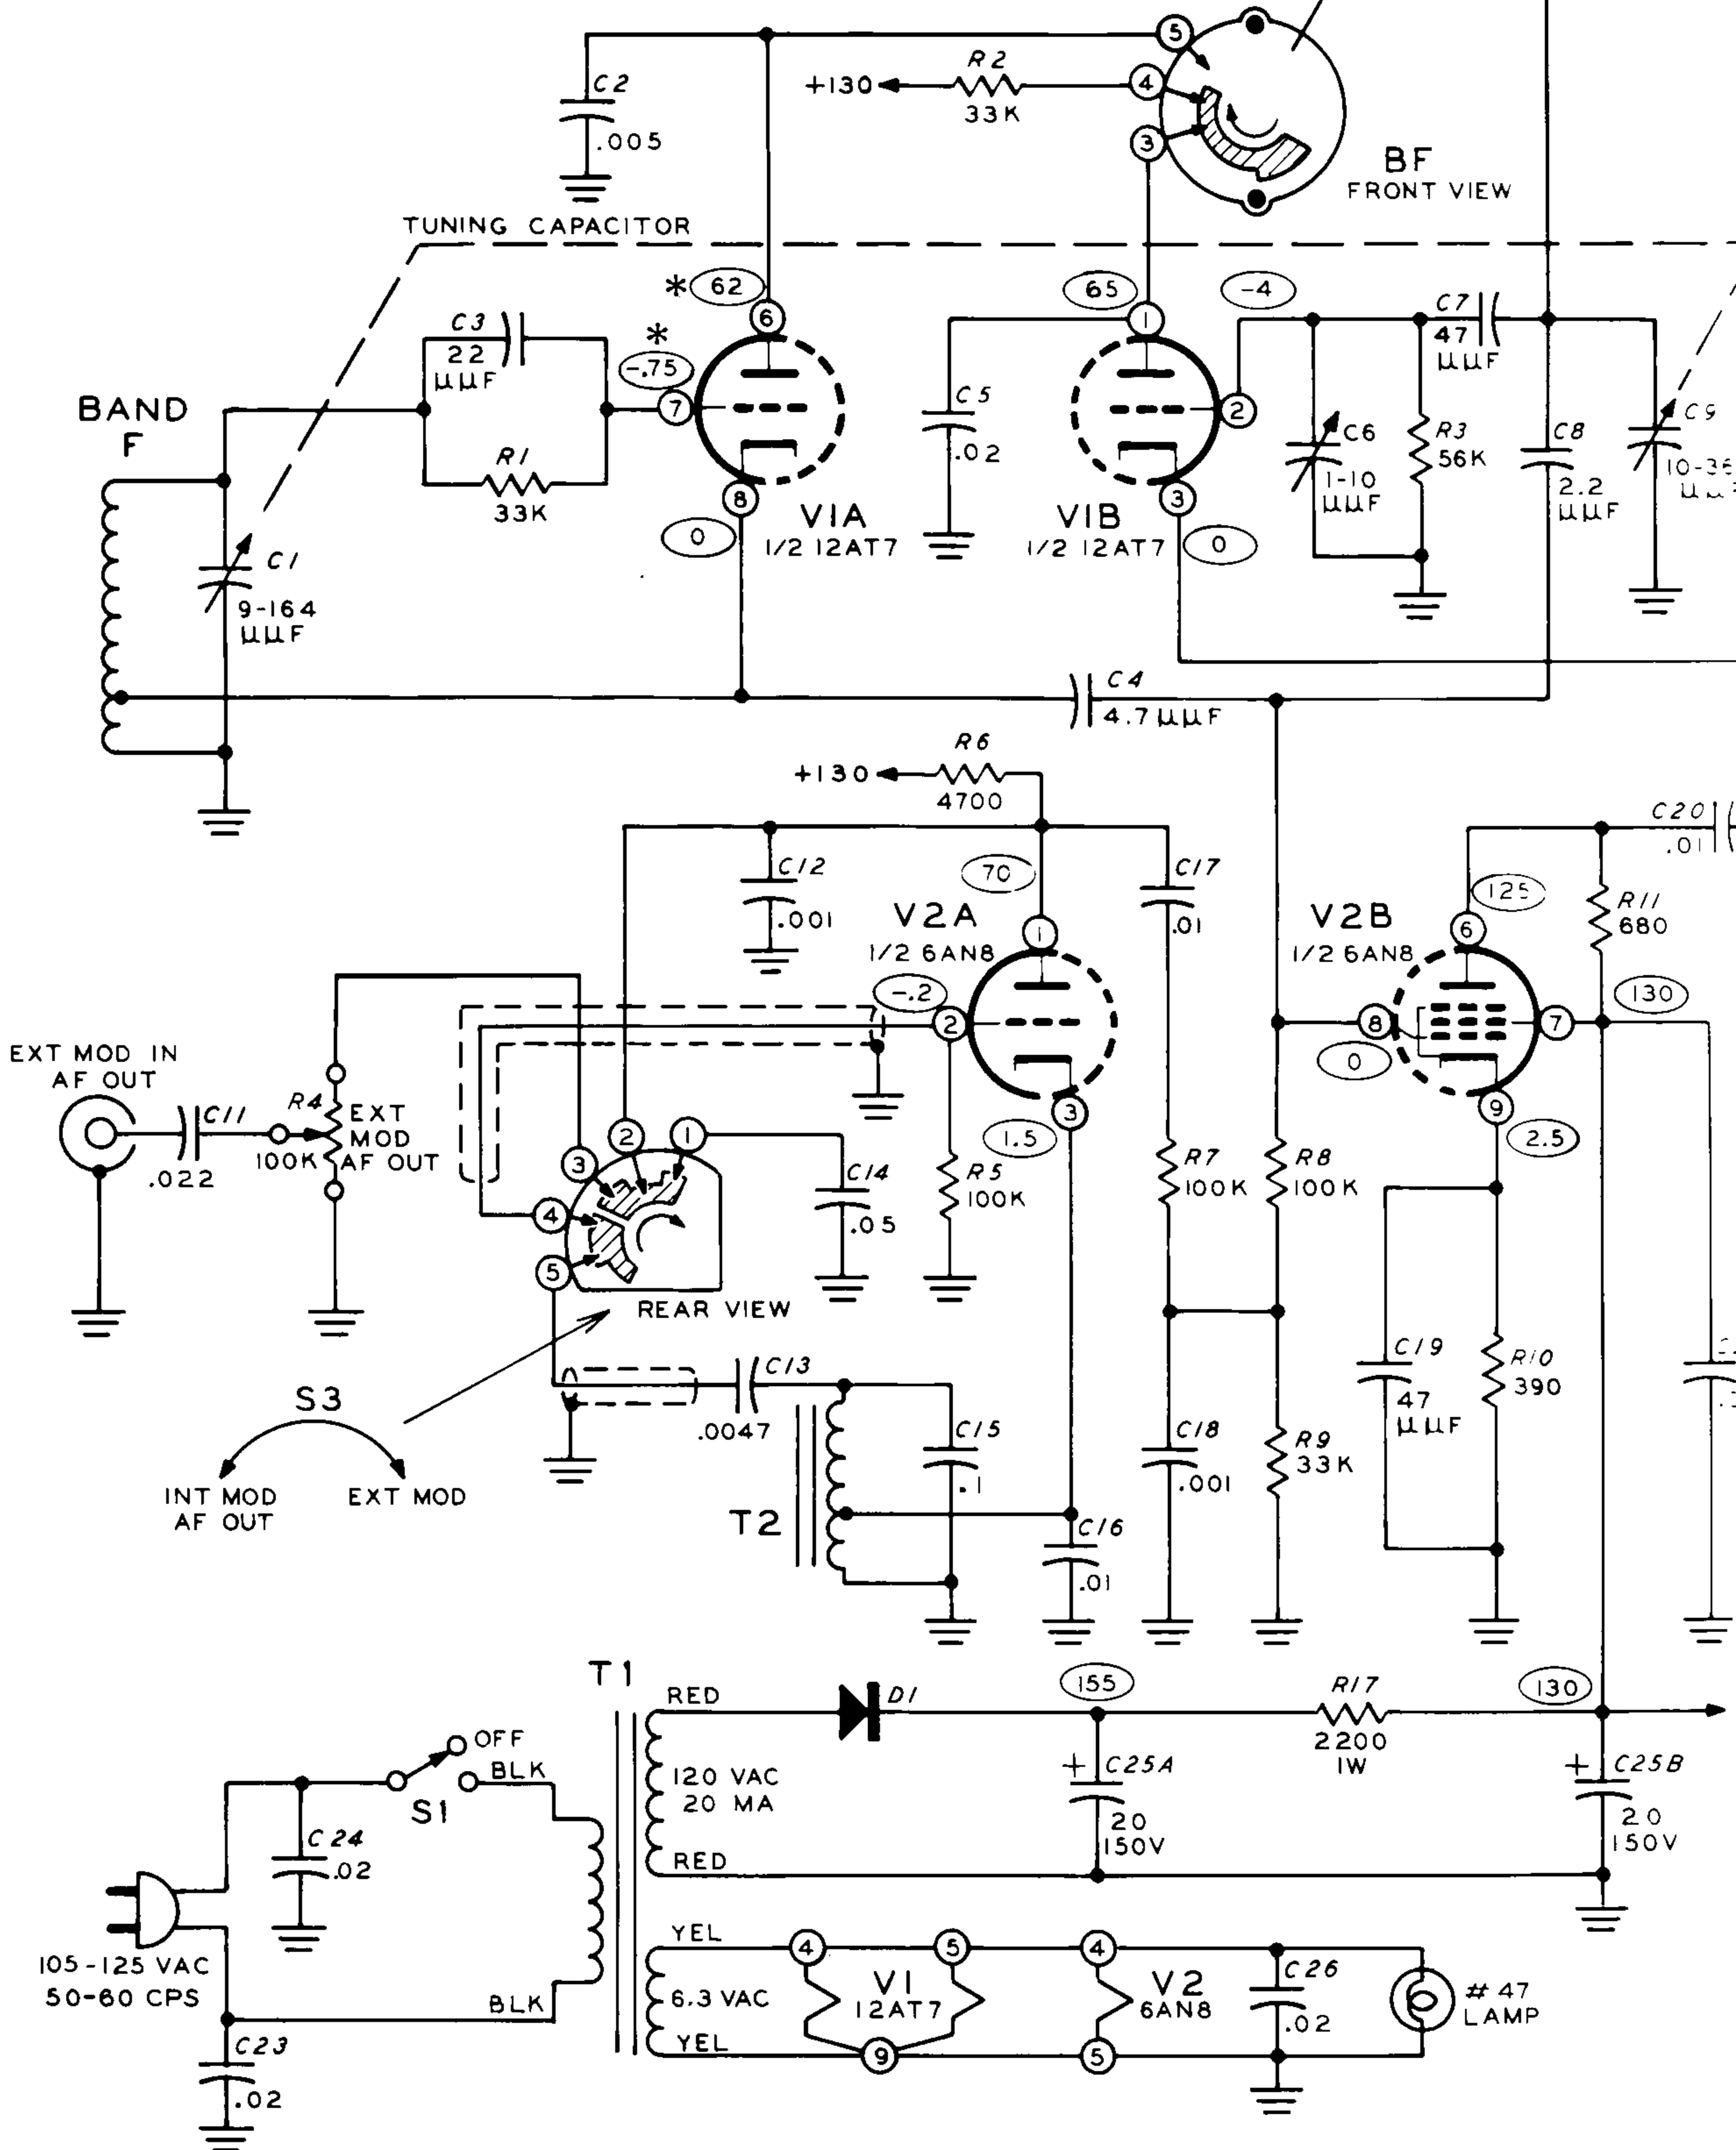 5
C2
.005
+130
R2
33K
4
3
BF
FRONT VIEW
TUNING CAPACITOR
* 62
6
65
1
-4
C3
22
µµF
*
-.75
7
R1
33K
BAND
F
C1
9-164
µµF
8
0
V1A
1/2 12AT7
C5
.02
V1B
1/2 12AT7
3
0
2
C7
47
µµF
C6
1-10
µµF
R3
56K
C8
2.2
µµF
C9
10-36
C4
4.7 µµF
R6
+130
4700
C12
.001
70
C17
.01
V2A
1/2 6AN8
1
-.2
2
3
1.5
V2B
1/2 6AN8
125
6
C20
.01
R11
680
130
8
7
0
9
2.5
EXT MOD IN
AF OUT
C11
.022
R4
100K
EXT
MOD
AF OUT
3
2
1
4
5
C14
.05
R5
100K
R7
100K
R8
100K
REAR VIEW
S3
INT MOD
AF OUT
EXT MOD
C13
.0047
C15
.1
T2
C16
.01
C18
.001
R9
33K
C19
47
µµF
R10
390
T1
RED
D1
155
R17
2200
1W
130
OFF
BLK
S1
120 VAC
20 MA
+ C25A
20
150V
+ C25B
20
150V
RED
C24
.02
105-125 VAC
50-60 CPS
BLK
C23
.02
YEL
6.3 VAC
YEL
4
5
V1
12AT7
9
4
V2
6AN8
5
C26
.02
#47
LAMP